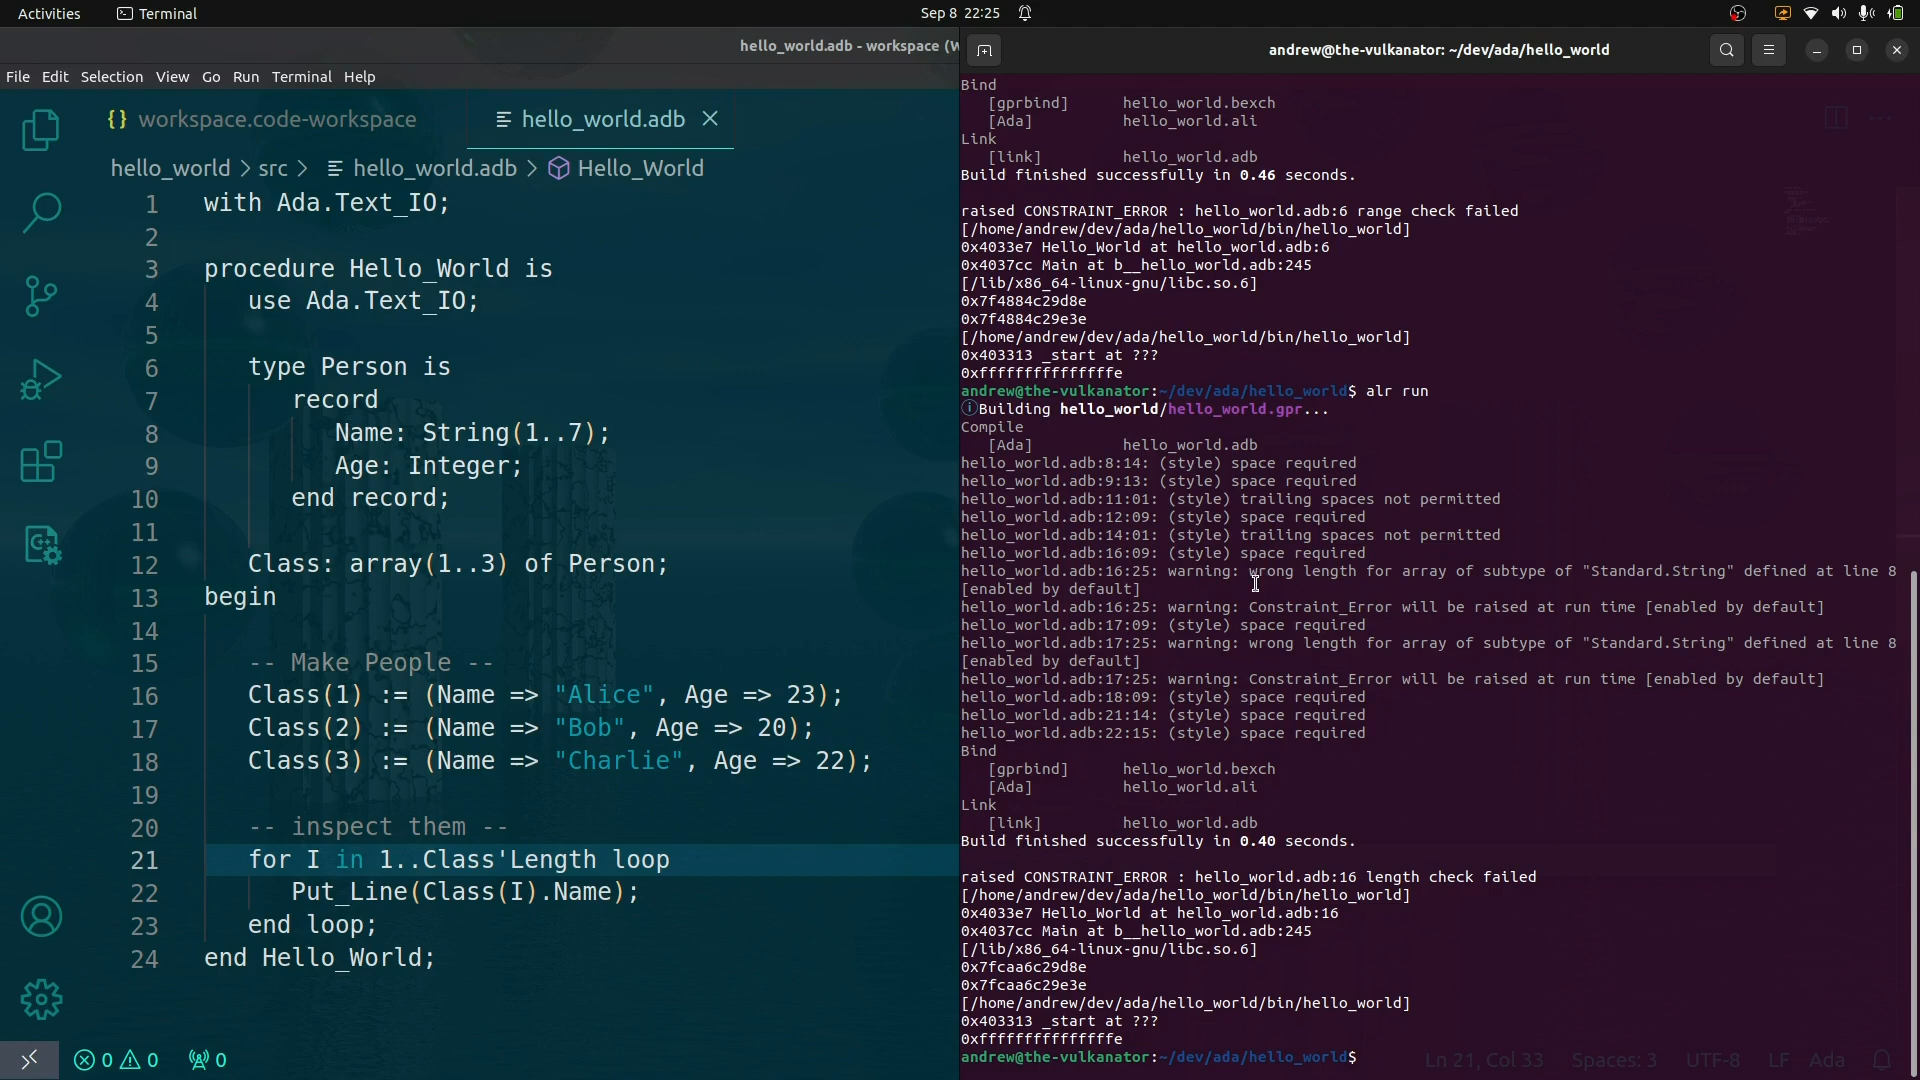 Activities
Terminal
Sep 8 22:25
hello_world.adb - workspace (W
andrew@the-vulkanator: ~/dev/ada/hello_world
File Edit Selection View Go Run Terminal Help
{} workspace.code-workspace
hello_world.adb
hello_world > src > hello_world.adb > Hello_World
1 with Ada.Text_IO;
2
3 procedure Hello_World is
4 use Ada.Text_IO;
5
6 type Person is
7 record
8 Name: String(1..7);
9 Age: Integer;
10 end record;
11
12 Class: array(1..3) of Person;
13 begin
14
15 -- Make People --
16 Class(1) := (Name => "Alice", Age => 23);
17 Class(2) := (Name => "Bob", Age => 20);
18 Class(3) := (Name => "Charlie", Age => 22);
19
20 -- inspect them --
21 for I in 1..Class'Length loop
22 Put_Line(Class(I).Name);
23 end loop;
24 end Hello_World;
0 0 0
Bind
[gprbind] hello_world.bexch
[Ada] hello_world.ali
Link
[link] hello_world.adb
Build finished successfully in 0.46 seconds.
raised CONSTRAINT_ERROR : hello_world.adb:6 range check failed
[/home/andrew/dev/ada/hello_world/bin/hello_world]
0x4033e7 Hello_World at hello_world.adb:6
0x4037cc Main at b__hello_world.adb:245
[/lib/x86_64-linux-gnu/libc.so.6]
0x7f4884c29d8e
0x7f4884c29e3e
[/home/andrew/dev/ada/hello_world/bin/hello_world]
0x403313 _start at ???
0xfffffffffffffffe
andrew@the-vulkanator:~/dev/ada/hello_world$ alr run
ⓘBuilding hello_world/hello_world.gpr...
Compile
[Ada] hello_world.adb
hello_world.adb:8:14: (style) space required
hello_world.adb:9:13: (style) space required
hello_world.adb:11:01: (style) trailing spaces not permitted
hello_world.adb:12:09: (style) space required
hello_world.adb:14:01: (style) trailing spaces not permitted
hello_world.adb:16:09: (style) space required
hello_world.adb:16:25: warning: wrong length for array of subtype of "Standard.String" defined at line 8
[enabled by default]
hello_world.adb:16:25: warning: Constraint_Error will be raised at run time [enabled by default]
hello_world.adb:17:09: (style) space required
hello_world.adb:17:25: warning: wrong length for array of subtype of "Standard.String" defined at line 8
[enabled by default]
hello_world.adb:17:25: warning: Constraint_Error will be raised at run time [enabled by default]
hello_world.adb:18:09: (style) space required
hello_world.adb:21:14: (style) space required
hello_world.adb:22:15: (style) space required
Bind
[gprbind] hello_world.bexch
[Ada] hello_world.ali
Link
[link] hello_world.adb
Build finished successfully in 0.40 seconds.
raised CONSTRAINT_ERROR : hello_world.adb:16 length check failed
[/home/andrew/dev/ada/hello_world/bin/hello_world]
0x4033e7 Hello_World at hello_world.adb:16
0x4037cc Main at b__hello_world.adb:245
[/lib/x86_64-linux-gnu/libc.so.6]
0x7fcaa6c29d8e
0x7fcaa6c29e3e
[/home/andrew/dev/ada/hello_world/bin/hello_world]
0x403313 _start at ???
0xfffffffffffffffe
andrew@the-vulkanator:~/dev/ada/hello_world$
Ln 21, Col 33 Spaces: 3 UTF-8 LF Ada